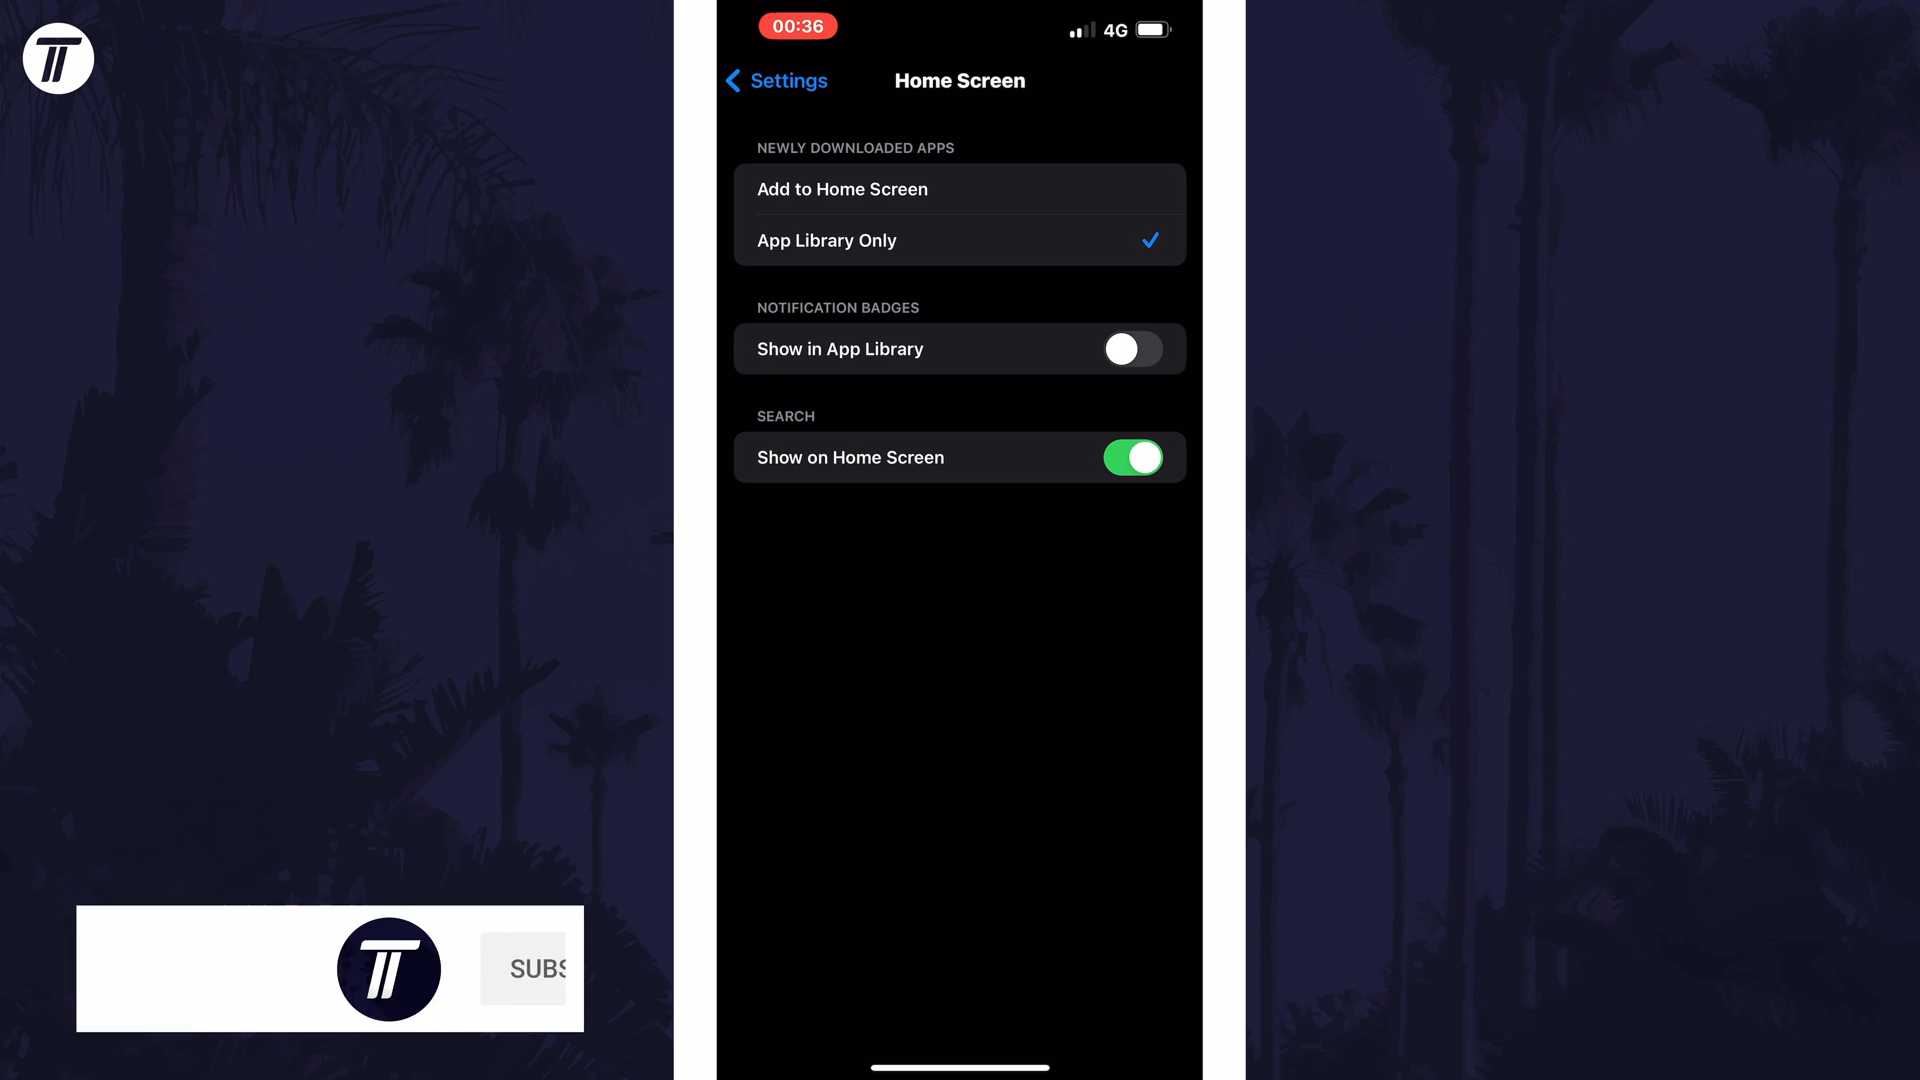 00:36
4G
Settings
Home Screen
NEWLY DOWNLOADED APPS
Add to Home Screen
App Library Only
NOTIFICATION BADGES
Show in App Library
SEARCH
Show on Home Screen
SUBS